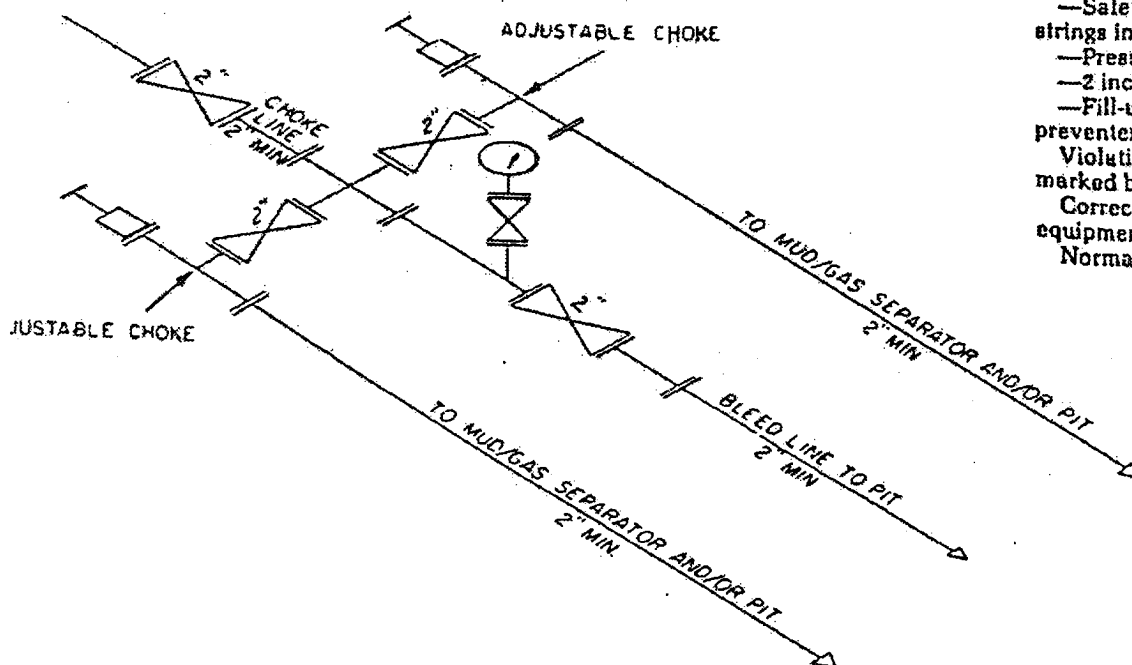 ADJUSTABLE CHOKE
2"
CHOKE
LINE
2" MIN
2"
2"
JUSTABLE CHOKE
2"
TO MUD/GAS SEPARATOR AND/OR PIT
2" MIN
BLEED LINE TO PIT
2" MIN
TO MUD/GAS SEPARATOR AND/OR PIT
2" MIN.
—Safe
strings in
—Press
—2 inc
—Fill-u
preventer
Violati
marked b
Correc
equipmen
Norma